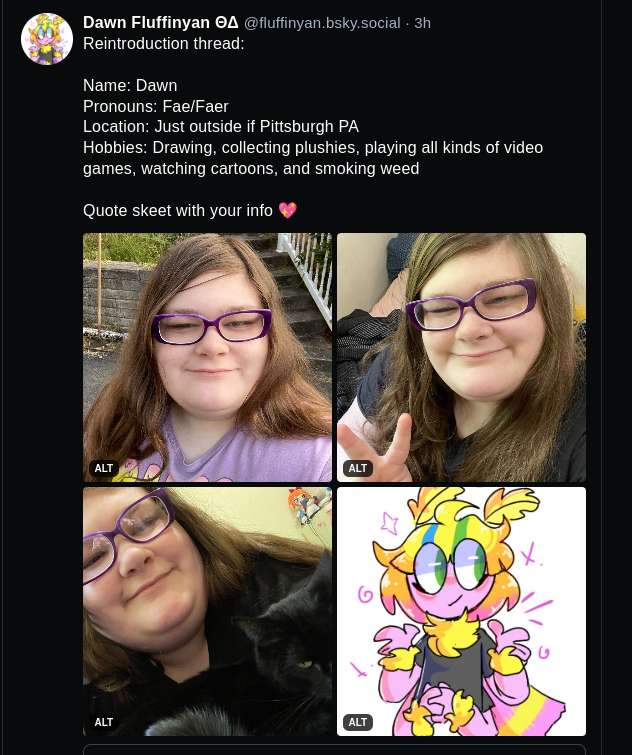 Dawn Fluffinyan ΘΔ @fluffinyan.bsky.social · 3h
Reintroduction thread:
Name: Dawn
Pronouns: Fae/Faer
Location: Just outside if Pittsburgh PA
Hobbies: Drawing, collecting plushies, playing all kinds of video
games, watching cartoons, and smoking weed
Quote skeet with your info 💖
ALT
ALT
ALT
ALT